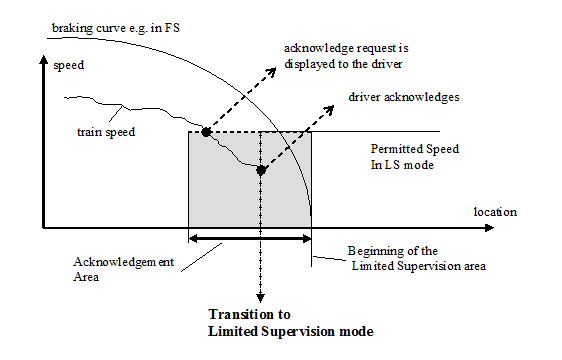 braking curve e.g. in FS
acknowledge request is
displayed to the driver
speed
driver acknowledges
train speed
Permitted Speed
In LS mode
location
Acknowledgement
Area
Beginning of the
Limited Supervision area
Transition to
Limited Supervision mode